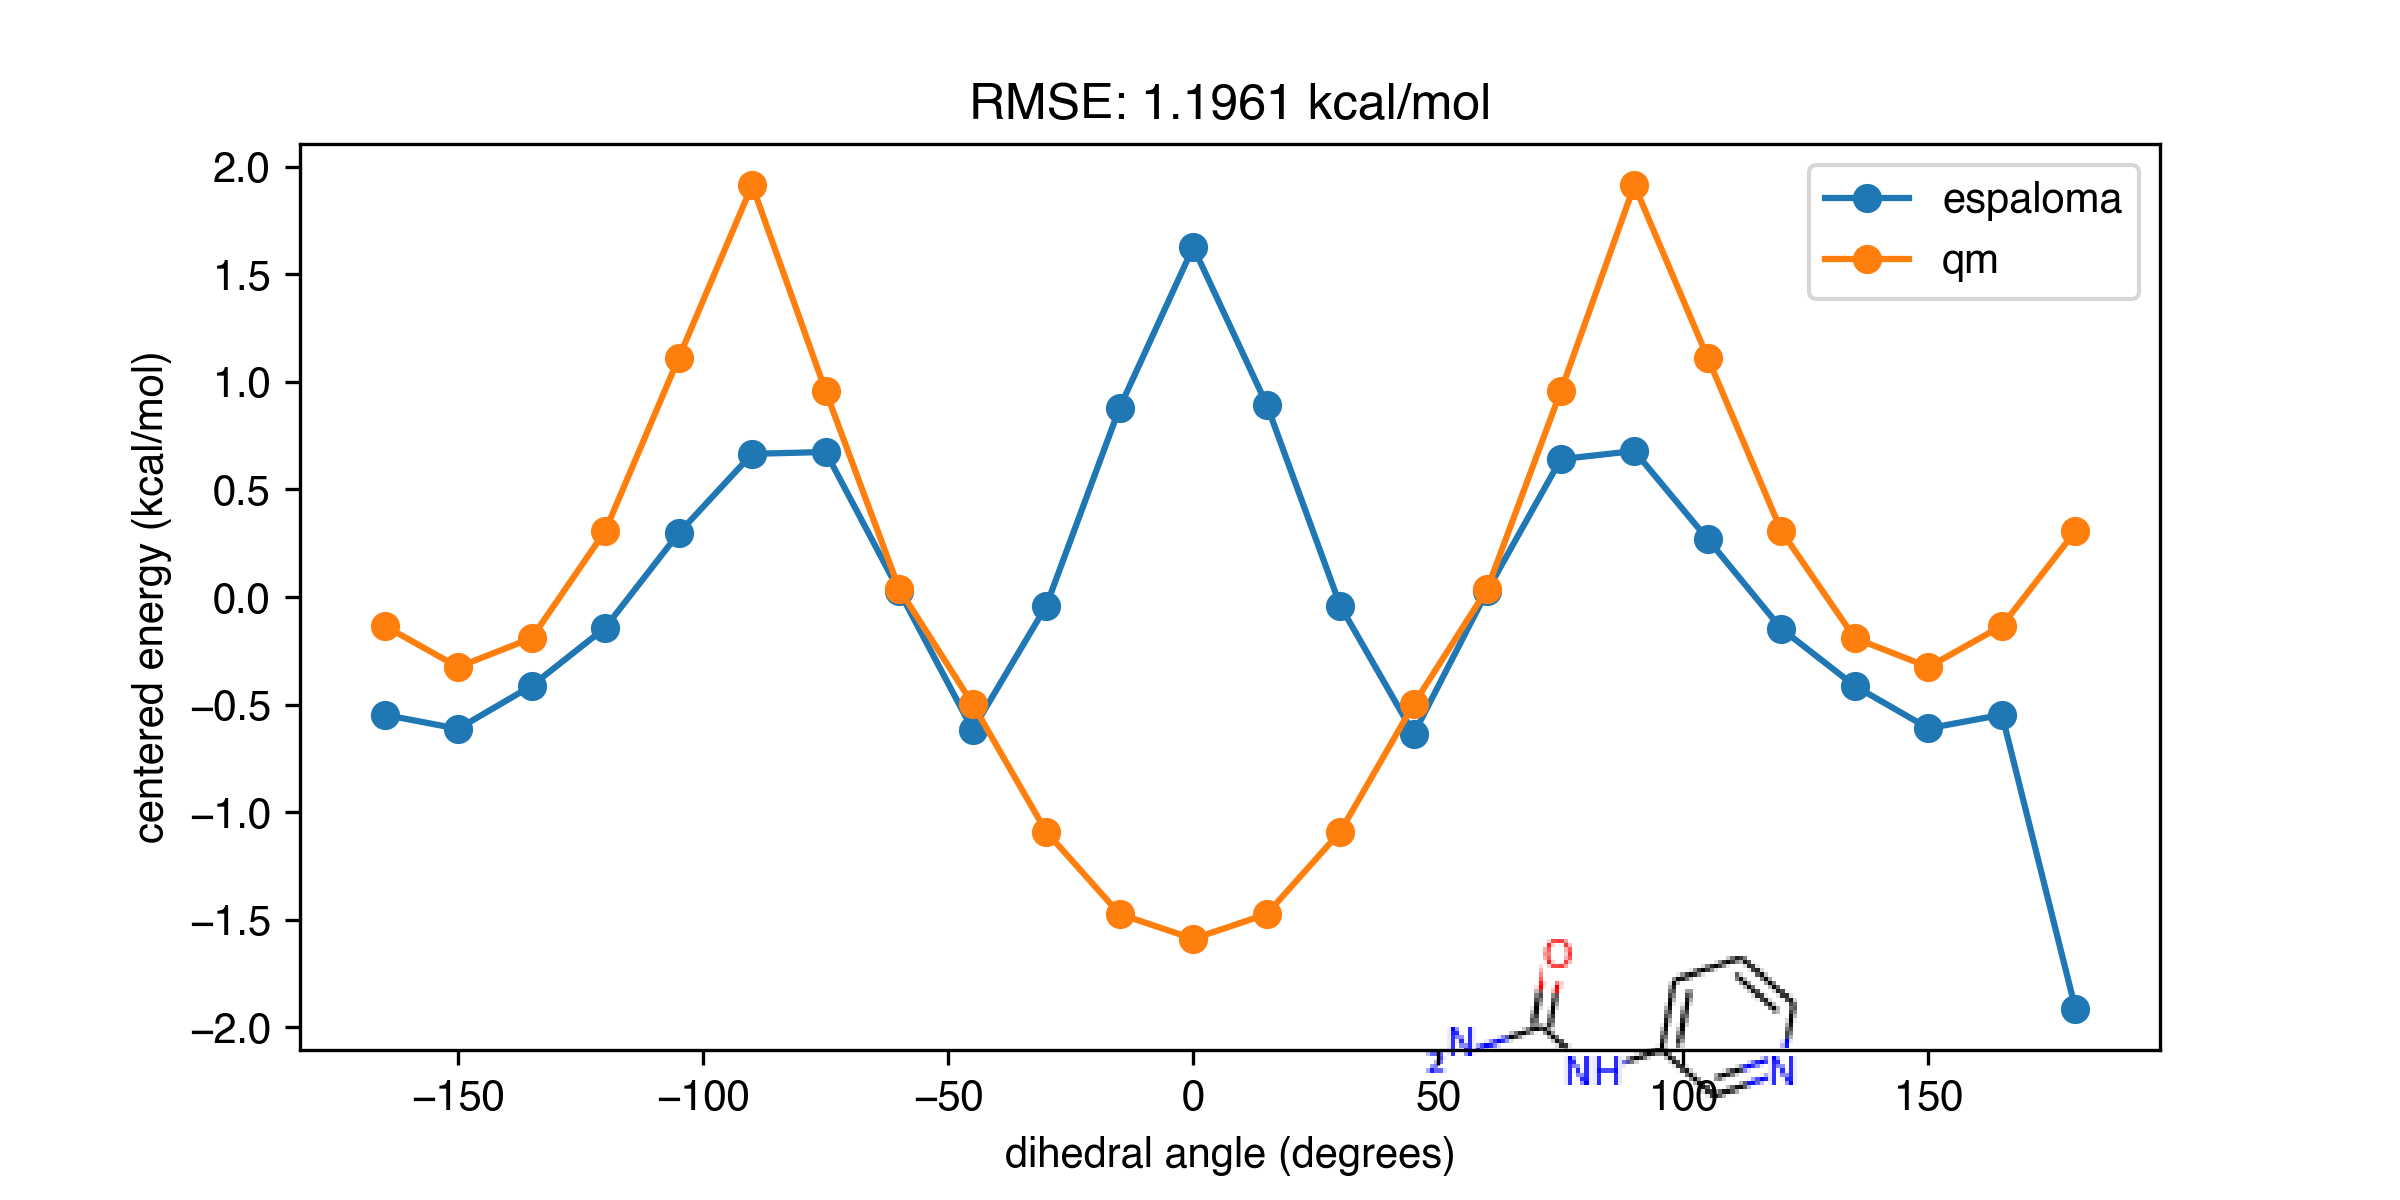 RMSE: 1.1961 kcal/mol
espaloma
qm
centered energy (kcal/mol)
2.0
1.5
1.0
0.5
0.0
−0.5
−1.0
−1.5
−2.0
O
N
2
NH
N
−150
−100
−50
0
50
100
150
dihedral angle (degrees)